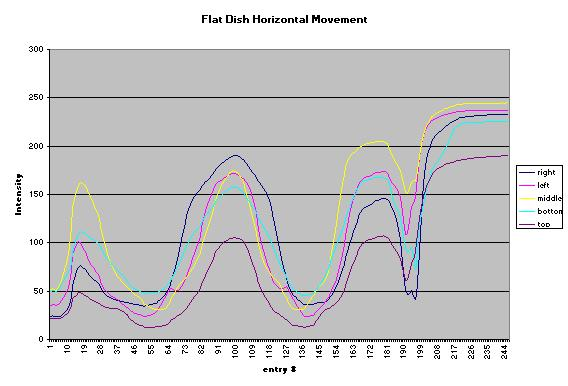 Flat Dish Horizontal Movement
300
250
200
150
100
50
0
Intensity
1 10 19 28 37 46 55 64 73 82 91 100 109 118 127 136 145 154 163 172 181 190 199 208 217 226 235 244
entry #
right
left
middle
botton
top